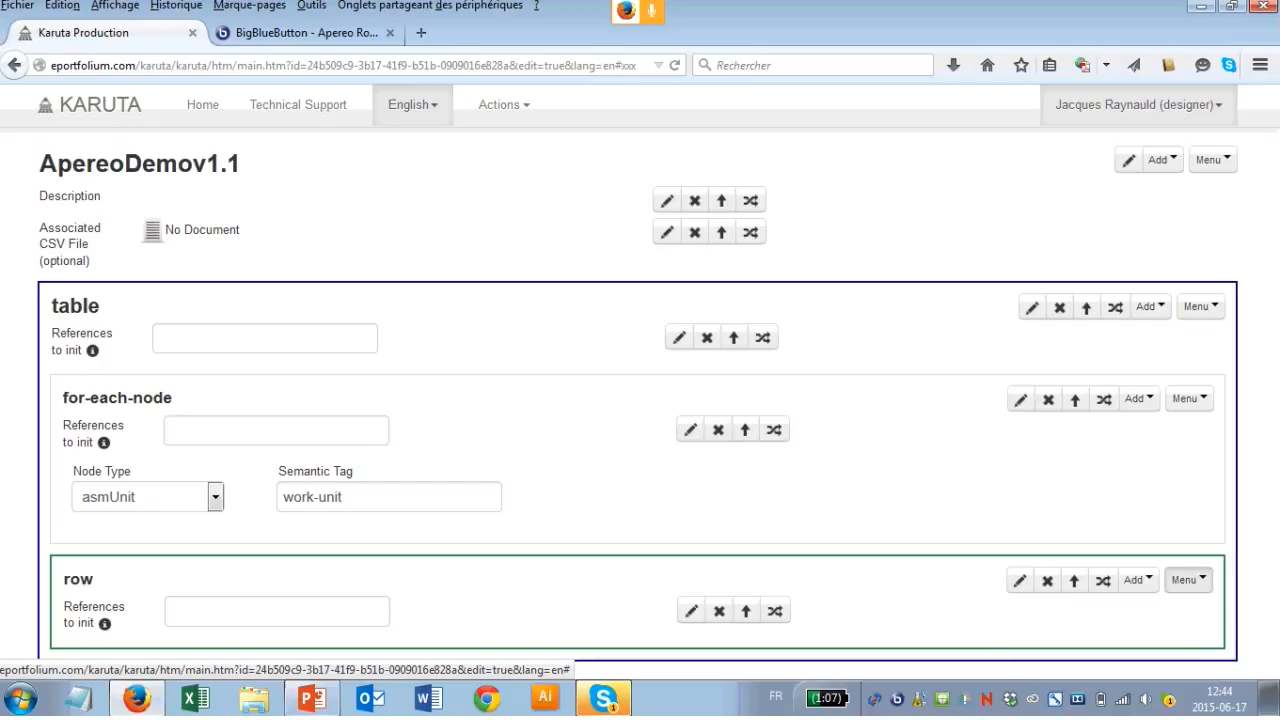 Fichier Edition Affichage Historique Marque-pages Outils Onglets partageant des périphériques ?
Karuta Production
BigBlueButton - Apereo Ro...
eportfolium.com/karuta/karuta/htm/main.htm?id=24b509c9-3b17-41f9-b51b-0909016e828a&edit=true&lang=en#xxx
Rechercher
KARUTA Home Technical Support English Actions Jacques Raynauld (designer)
ApereoDemov1.1
Add Menu
Description
Associated
CSV File
(optional)
No Document
table
Add Menu
References
to init
for-each-node
Add Menu
References
to init
Node Type Semantic Tag
asmUnit work-unit
row
Add Menu
References
to init
eportfolium.com/karuta/karuta/htm/main.htm?id=24b509c9-3b17-41f9-b51b-0909016e828a&edit=true&lang=en#
Ai
FR
(1:07)
12:44
2015-06-17